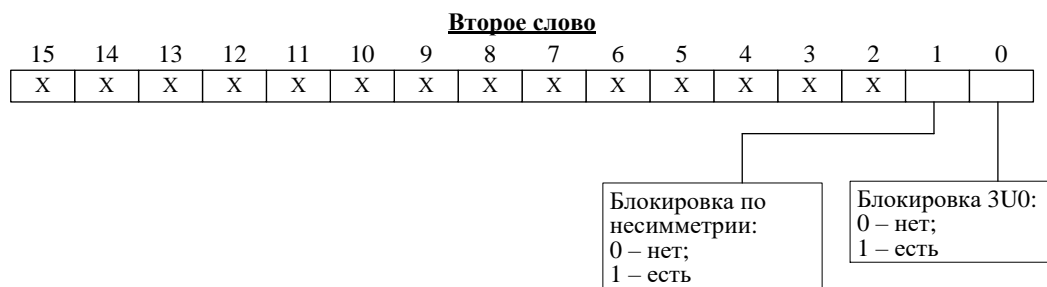 Второе слово
15 14 13 12 11 10 9 8 7 6 5 4 3 2 1 0
X X X X X X X X X X X X X X
Блокировка по
несимметрии:
0 – нет;
1 – есть
Блокировка 3U0:
0 – нет;
1 – есть